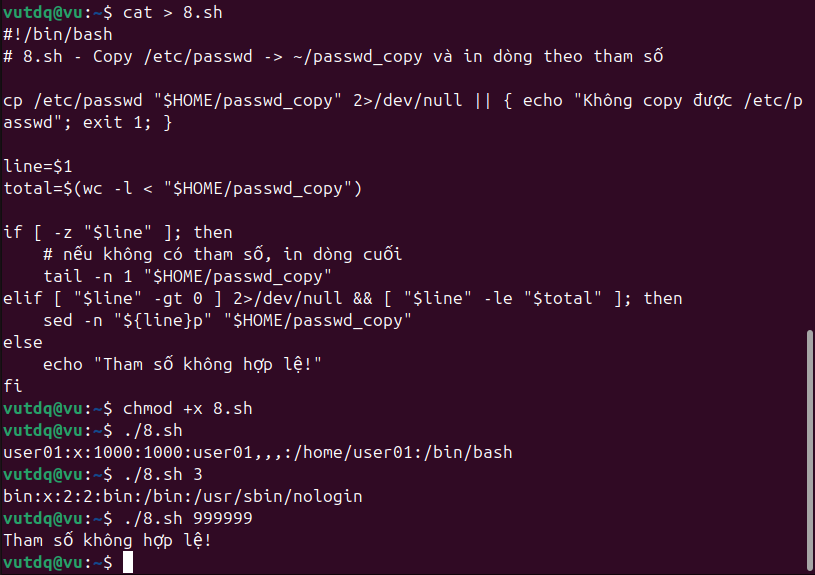 vutdq@vu:~$ cat > 8.sh
#!/bin/bash
# 8.sh - Copy /etc/passwd -> ~/passwd_copy và in dòng theo tham số

cp /etc/passwd "$HOME/passwd_copy" 2>/dev/null || { echo "Không copy được /etc/p
asswd"; exit 1; }

line=$1
total=$(wc -l < "$HOME/passwd_copy")

if [ -z "$line" ]; then
    # nếu không có tham số, in dòng cuối
    tail -n 1 "$HOME/passwd_copy"
elif [ "$line" -gt 0 ] 2>/dev/null && [ "$line" -le "$total" ]; then
    sed -n "${line}p" "$HOME/passwd_copy"
else
    echo "Tham số không hợp lệ!"
fi
vutdq@vu:~$ chmod +x 8.sh
vutdq@vu:~$ ./8.sh
user01:x:1000:1000:user01,,,:/home/user01:/bin/bash
vutdq@vu:~$ ./8.sh 3
bin:x:2:2:bin:/bin:/usr/sbin/nologin
vutdq@vu:~$ ./8.sh 999999
Tham số không hợp lệ!
vutdq@vu:~$